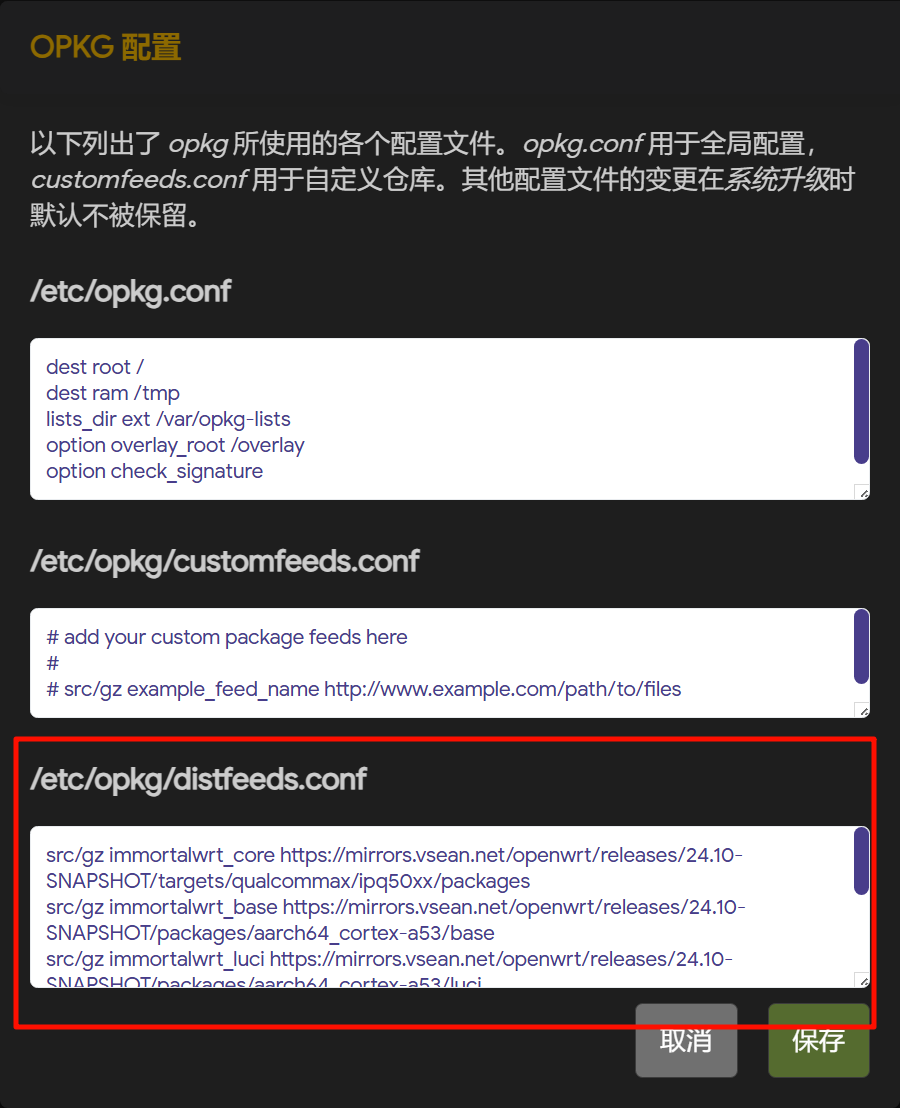 OPKG 配置
以下列出了 opkg 所使用的各个配置文件。opkg.conf 用于全局配置，
customfeeds.conf 用于自定义仓库。其他配置文件的变更在系统升级时
默认不被保留。
/etc/opkg.conf
dest root /
dest ram /tmp
lists_dir ext /var/opkg-lists
option overlay_root /overlay
option check_signature
/etc/opkg/customfeeds.conf
# add your custom package feeds here
#
# src/gz example_feed_name http://www.example.com/path/to/files
/etc/opkg/distfeeds.conf
src/gz immortalwrt_core https://mirrors.vsean.net/openwrt/releases/24.10-
SNAPSHOT/targets/qualcommax/ipq50xx/packages
src/gz immortalwrt_base https://mirrors.vsean.net/openwrt/releases/24.10-
SNAPSHOT/packages/aarch64_cortex-a53/base
src/gz immortalwrt_luci https://mirrors.vsean.net/openwrt/releases/24.10-
SNAPSHOT/packages/aarch64_cortex-a53/luci
取消
保存